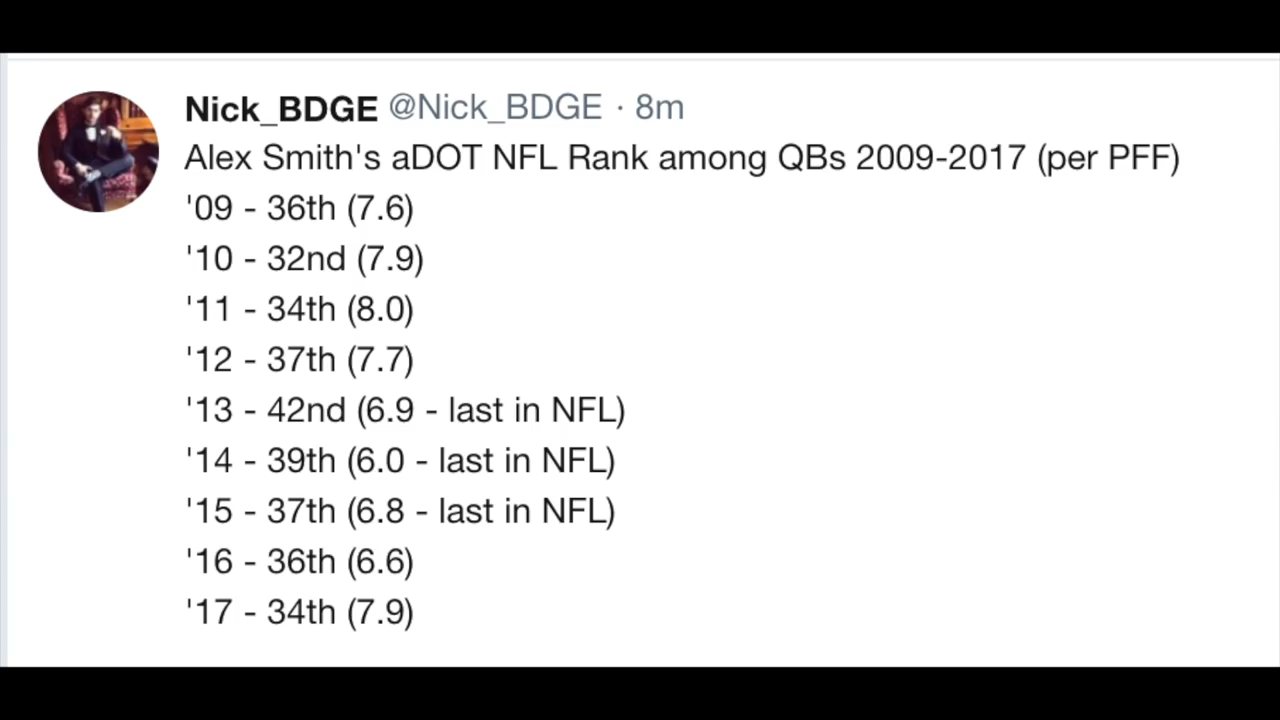 Nick_BDGE @Nick_BDGE · 8m
Alex Smith's aDOT NFL Rank among QBs 2009-2017 (per PFF)
'09 - 36th (7.6)
'10 - 32nd (7.9)
'11 - 34th (8.0)
'12 - 37th (7.7)
'13 - 42nd (6.9 - last in NFL)
'14 - 39th (6.0 - last in NFL)
'15 - 37th (6.8 - last in NFL)
'16 - 36th (6.6)
'17 - 34th (7.9)